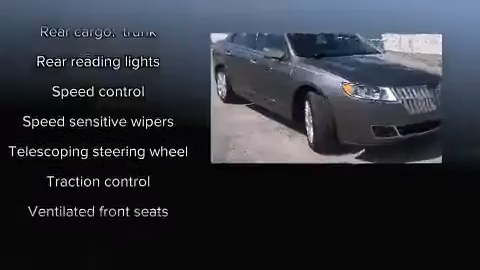 Rear cargo: trunk
Rear reading lights
Speed control
Speed sensitive wipers
Telescoping steering wheel
Traction control
Ventilated front seats